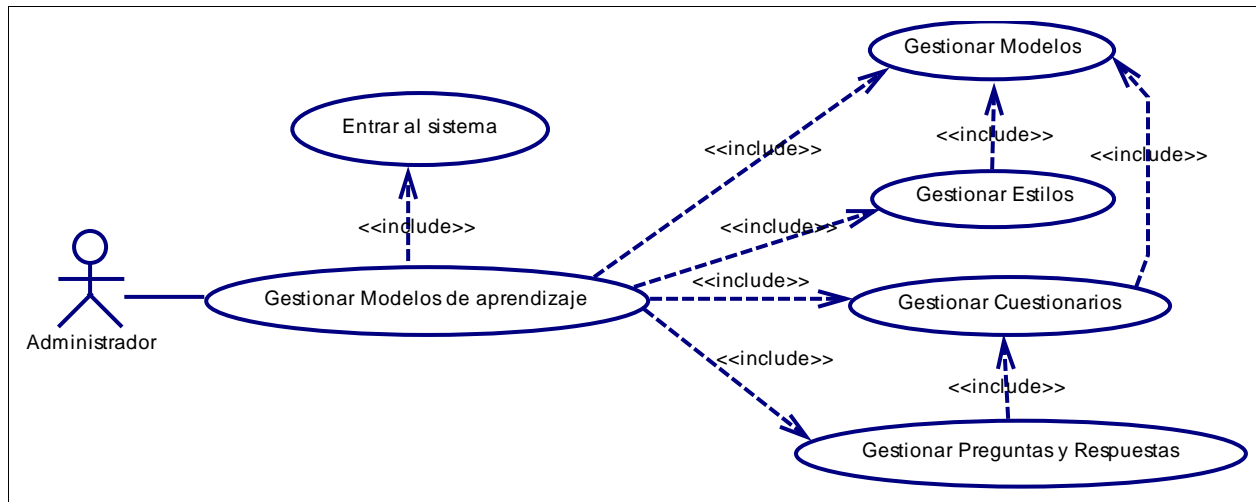 Gestionar Modelos
Entrar al sistema
<<include>>
<<include>>
<<include>>
Gestionar Estilos
<<include>>
<<include>>
Gestionar Modelos de aprendizaje
<<include>>
Gestionar Cuestionarios
Administrador
<<include>>
<<include>>
Gestionar Preguntas y Respuestas